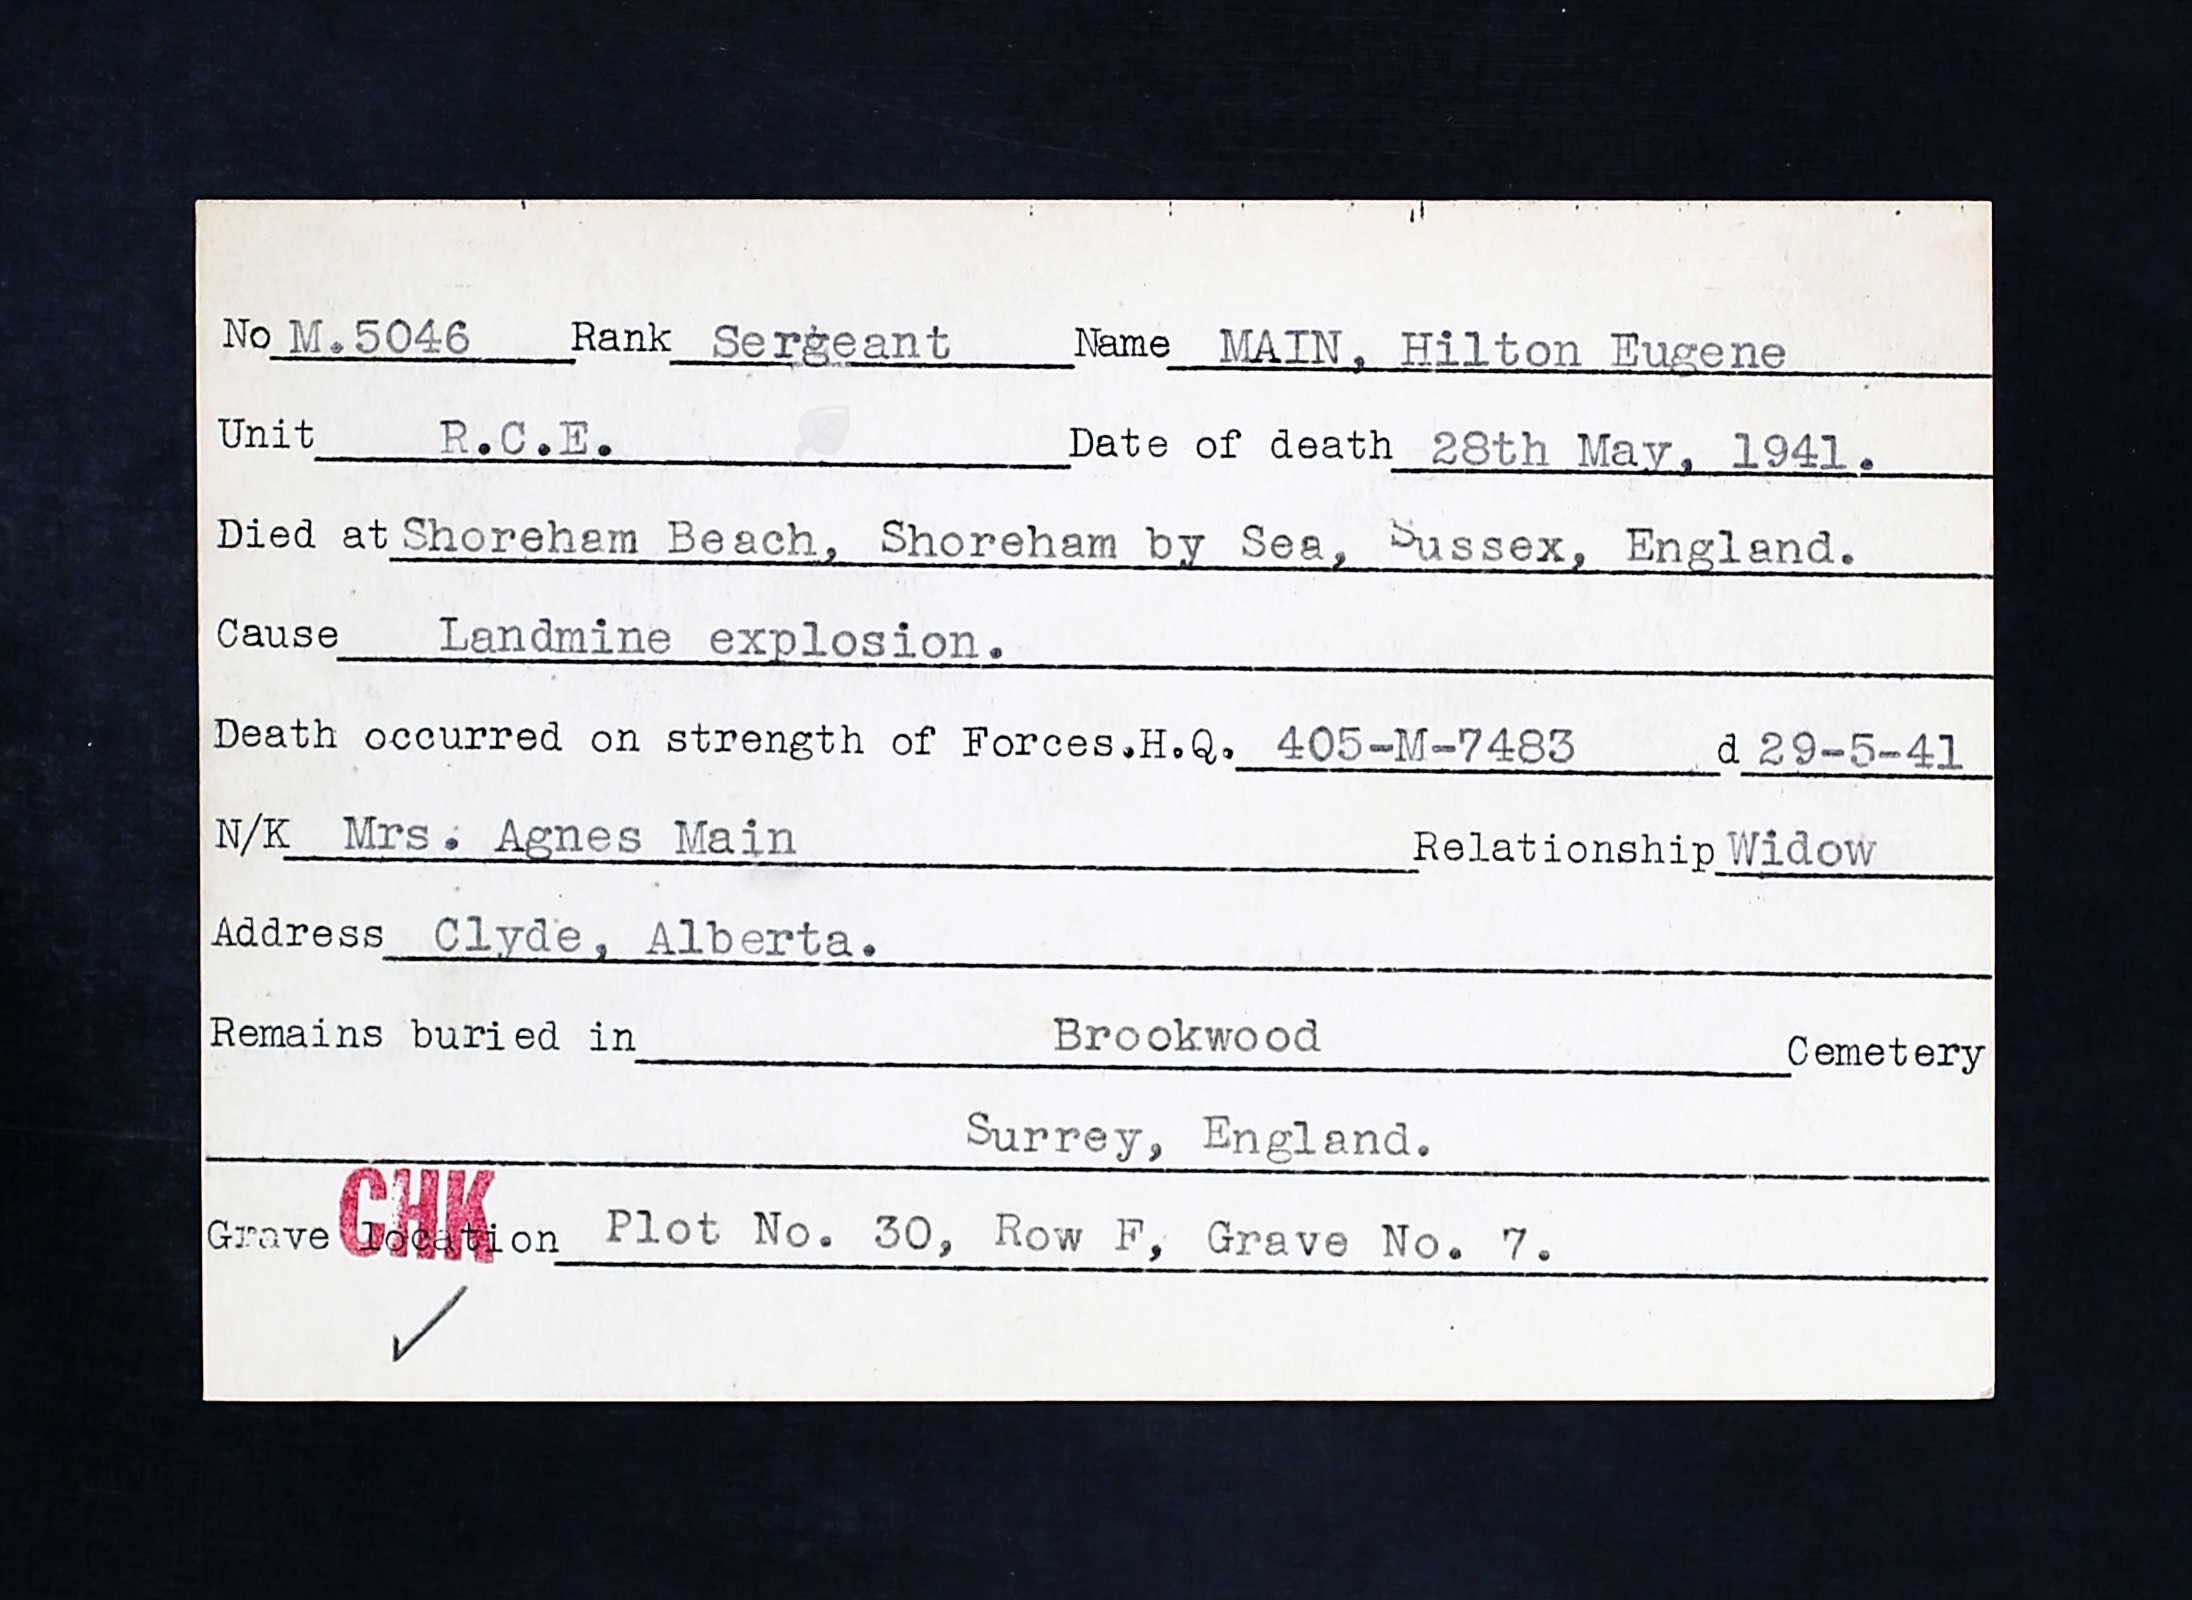 No M.5046 Rank Sergeant Name MAIN, Hilton Eugene
Unit R.C.E. Date of death 28th May, 1941.
Died at Shoreham Beach, Shoreham by Sea, Sussex, England.
Cause Landmine explosion.
Death occurred on strength of Forces.H.Q. 405-M-7483 d 29-5-41
N/K Mrs. Agnes Main Relationship Widow
Address Clyde, Alberta.
Remains buried in Brookwood Cemetery
Surrey, England.
CHK
Grave location Plot No. 30, Row F, Grave No. 7.